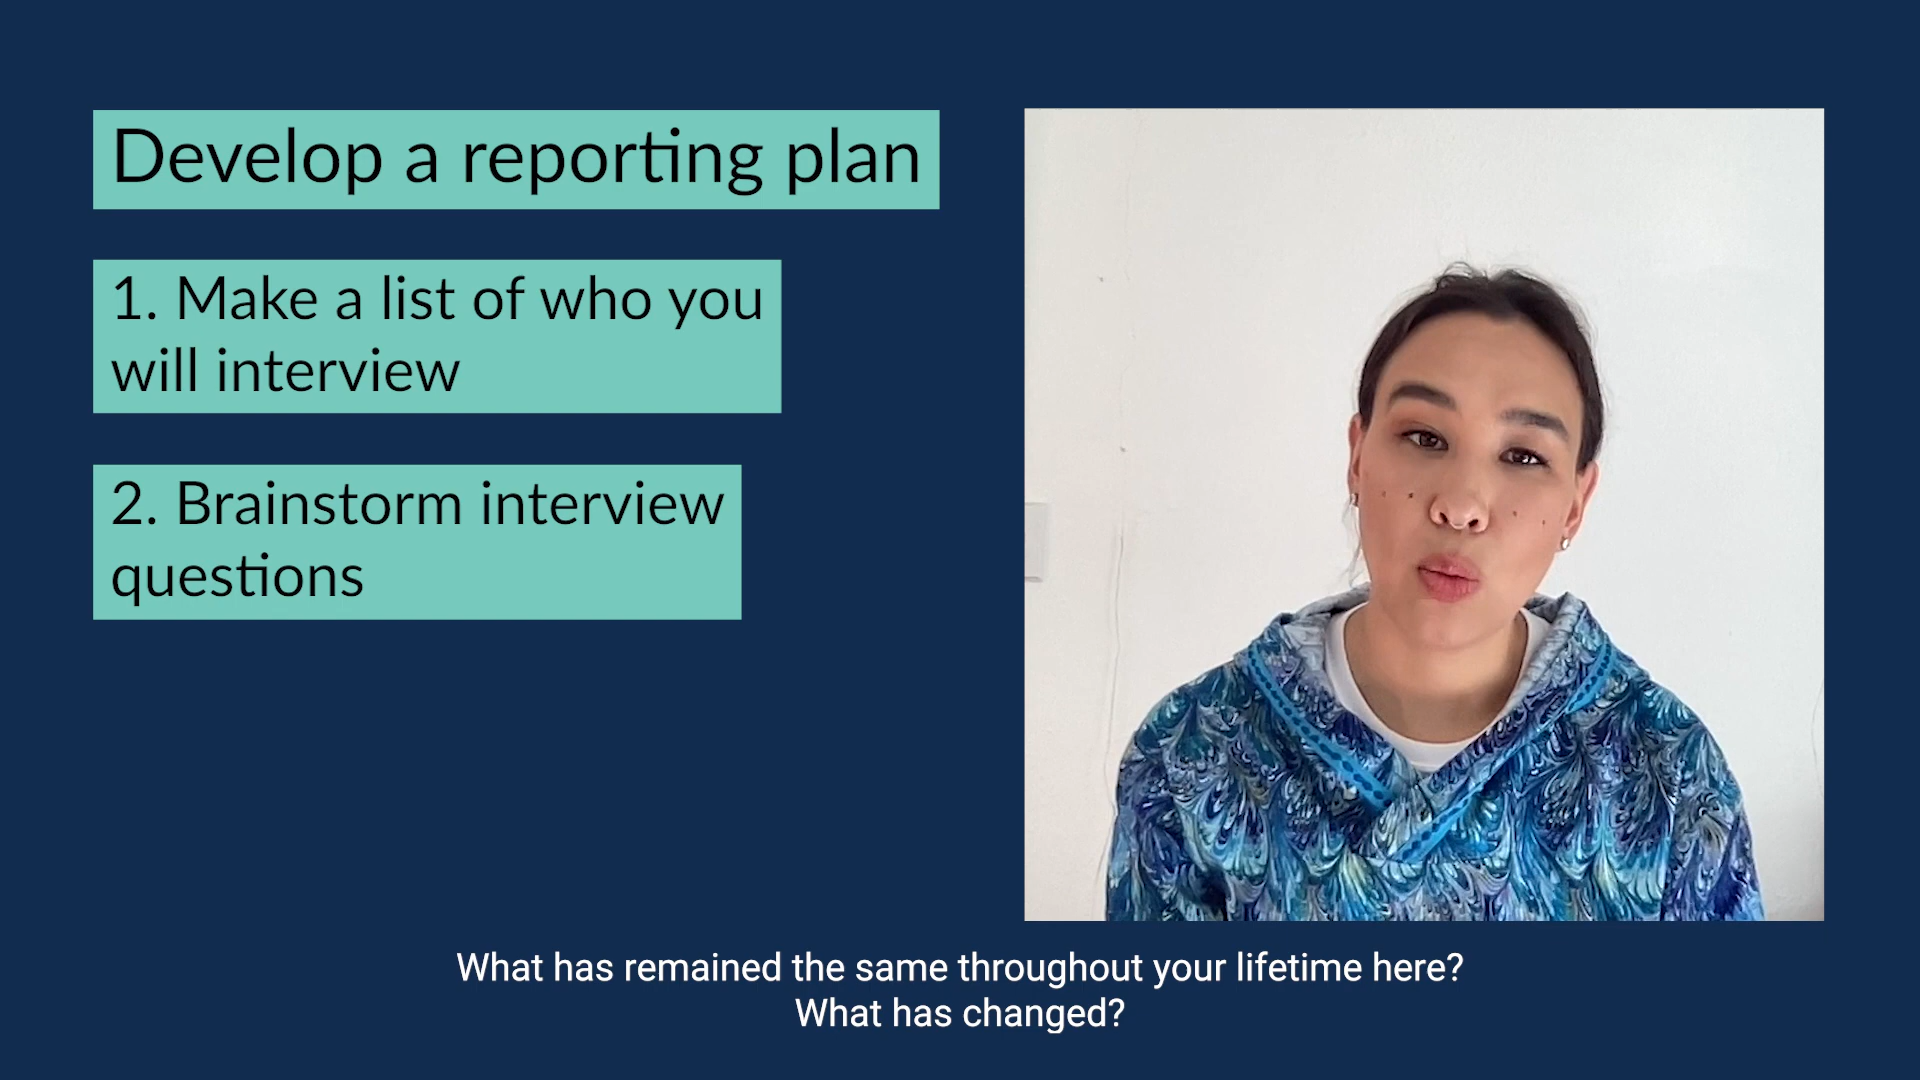 Develop a reporting plan
1. Make a list of who you
will interview
2. Brainstorm interview
questions
What has remained the same throughout your lifetime here?
What has changed?